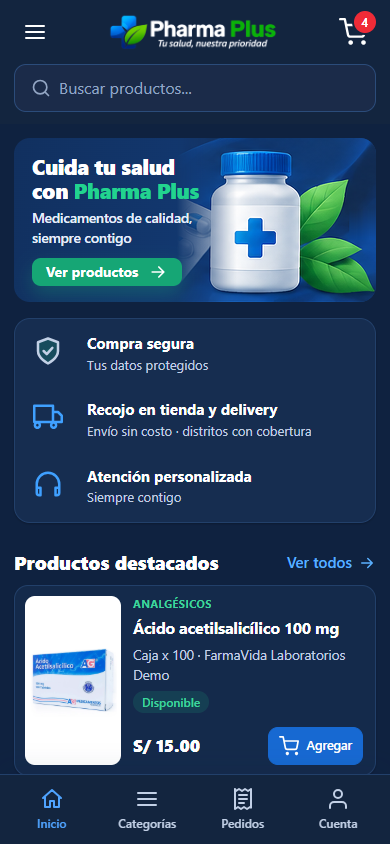 Pharma Plus
Tu salud, nuestra prioridad
4
Buscar productos...
Cuida tu salud
con Pharma Plus
Medicamentos de calidad,
siempre contigo
Ver productos
Compra segura
Tus datos protegidos
Recojo en tienda y delivery
Envío sin costo · distritos con cobertura
Atención personalizada
Siempre contigo
Productos destacados
Ver todos
ANALGÉSICOS
Ácido acetilsalicílico 100 mg
Caja x 100 · FarmaVida Laboratorios
Demo
Disponible
S/ 15.00
Agregar
Ácido
Acetilsalicílico
AG
Inicio
Categorías
Pedidos
Cuenta